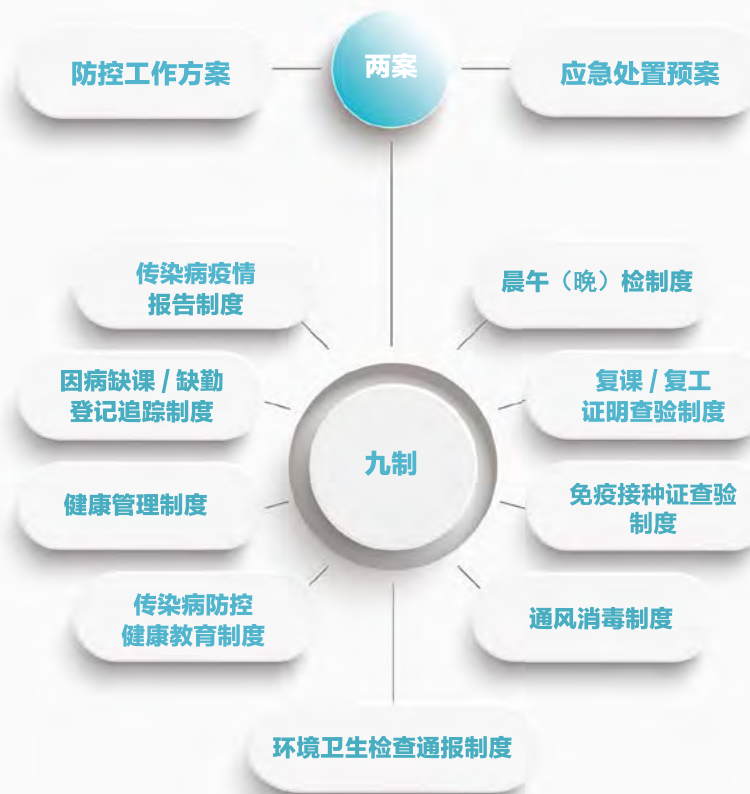 防控工作方案
两案
应急处置预案
传染病疫情
报告制度
晨午（晚）检制度
因病缺课 / 缺勤
登记追踪制度
复课 / 复工
证明查验制度
九制
健康管理制度
免疫接种证查验
制度
传染病防控
健康教育制度
通风消毒制度
环境卫生检查通报制度